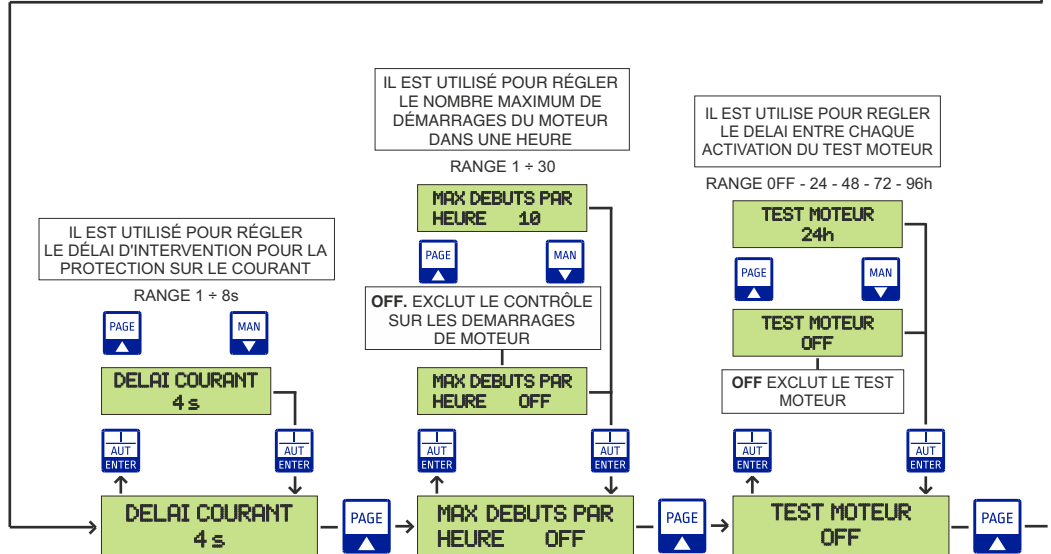 IL EST UTILISÉ POUR RÉGLER
LE DÉLAI D'INTERVENTION POUR LA
PROTECTION SUR LE COURANT
RANGE 1 ÷ 8s
PAGE
MAN
DELAI COURANT
4 s
AUT
ENTER
AUT
ENTER
DELAI COURANT
4 s
PAGE
IL EST UTILISÉ POUR RÉGLER
LE NOMBRE MAXIMUM DE
DÉMARRAGES DU MOTEUR
DANS UNE HEURE
RANGE 1 ÷ 30
MAX DEBUTS PAR
HEURE 10
PAGE
MAN
OFF. EXCLUT LE CONTRÔLE
SUR LES DEMARRAGES
DE MOTEUR
MAX DEBUTS PAR
HEURE OFF
AUT
ENTER
AUT
ENTER
MAX DEBUTS PAR
HEURE OFF
PAGE
IL EST UTILISE POUR REGLER
LE DELAI ENTRE CHAQUE
ACTIVATION DU TEST MOTEUR
RANGE 0FF - 24 - 48 - 72 - 96h
TEST MOTEUR
24h
PAGE
MAN
TEST MOTEUR
OFF
OFF EXCLUT LE TEST
MOTEUR
AUT
ENTER
AUT
ENTER
TEST MOTEUR
OFF
PAGE